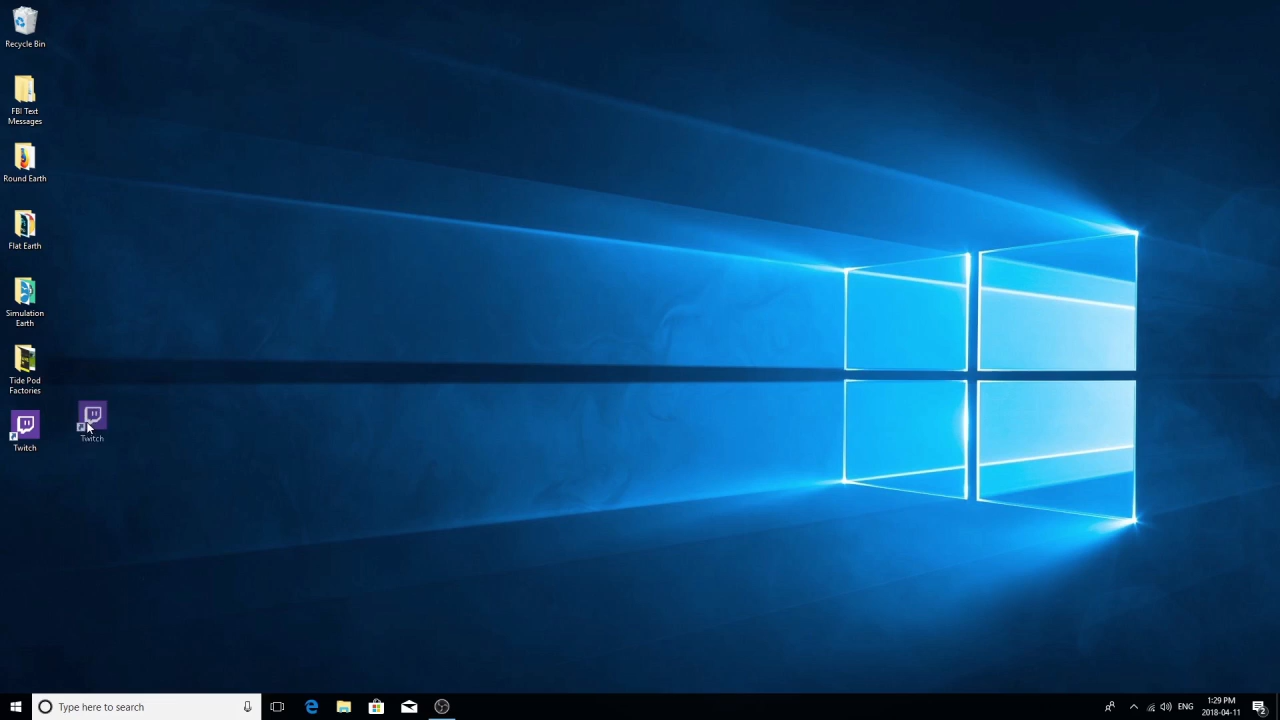 Recycle Bin
FBI Text
Messages
Round Earth
Flat Earth
Simulation
Earth
Tide Pod
Factories
Twitch
Twitch
Type here to search
ENG
1:29 PM
2018-04-11
2